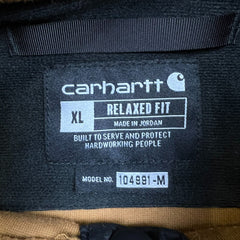 carhartt
XL RELAXED FIT
MADE IN JORDAN
BUILT TO SERVE AND PROTECT
HARDWORKING PEOPLE
MODEL NO. 104991-M